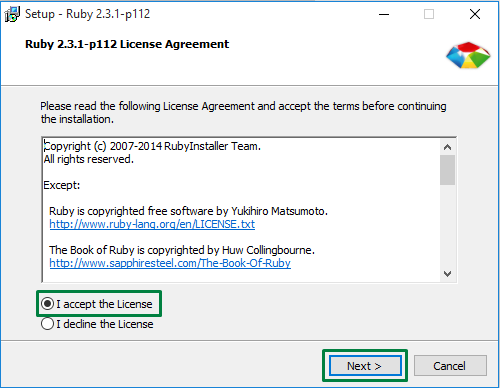 Setup - Ruby 2.3.1-p112
Ruby 2.3.1-p112 License Agreement
Please read the following License Agreement and accept the terms before continuing
the installation.
Copyright (c) 2007-2014 RubyInstaller Team.
All rights reserved.
Except:
Ruby is copyrighted free software by Yukihiro Matsumoto.
http://www.ruby-lang.org/en/LICENSE.txt
The Book of Ruby is copyrighted by Huw Collingbourne.
http://www.sapphiresteel.com/The-Book-Of-Ruby
I accept the License
I decline the License
Next >
Cancel